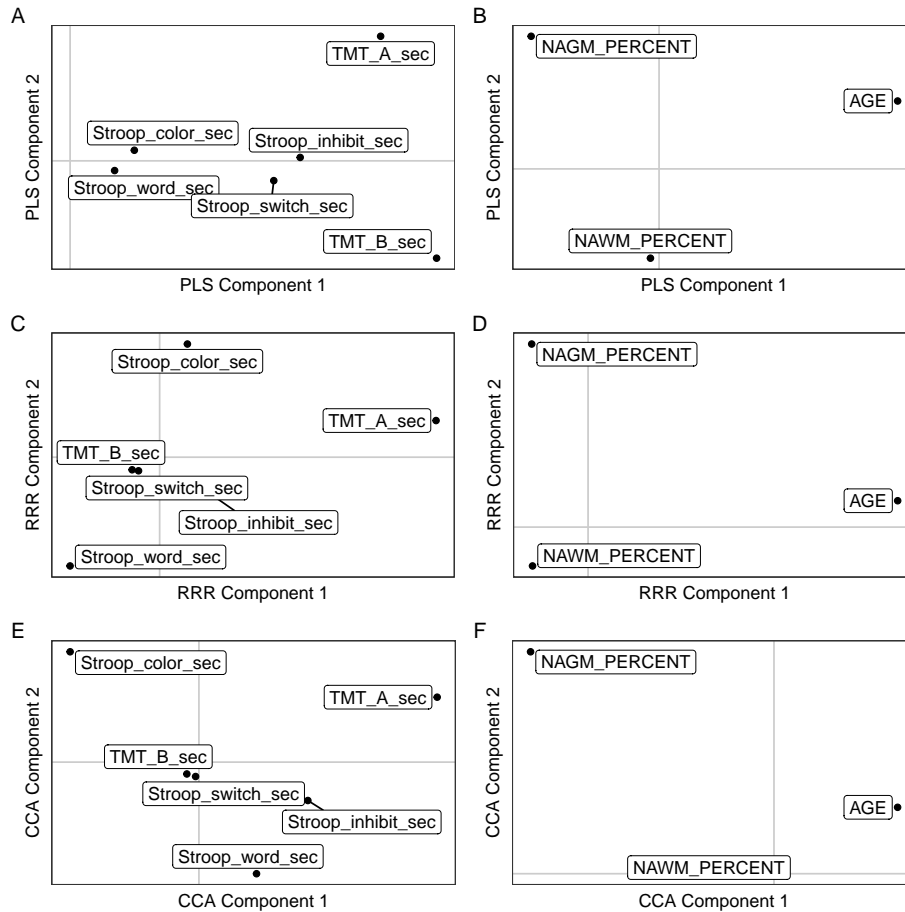 A
TMT_A_sec
Stroop_color_sec
Stroop_inhibit_sec
Stroop_word_sec
Stroop_switch_sec
TMT_B_sec
PLS Component 2
PLS Component 1
B
NAGM_PERCENT
AGE
NAWM_PERCENT
PLS Component 2
PLS Component 1
C
Stroop_color_sec
TMT_A_sec
TMT_B_sec
Stroop_switch_sec
Stroop_inhibit_sec
Stroop_word_sec
RRR Component 2
RRR Component 1
D
NAGM_PERCENT
AGE
NAWM_PERCENT
RRR Component 2
RRR Component 1
E
Stroop_color_sec
TMT_A_sec
TMT_B_sec
Stroop_switch_sec
Stroop_inhibit_sec
Stroop_word_sec
CCA Component 2
CCA Component 1
F
NAGM_PERCENT
AGE
NAWM_PERCENT
CCA Component 2
CCA Component 1